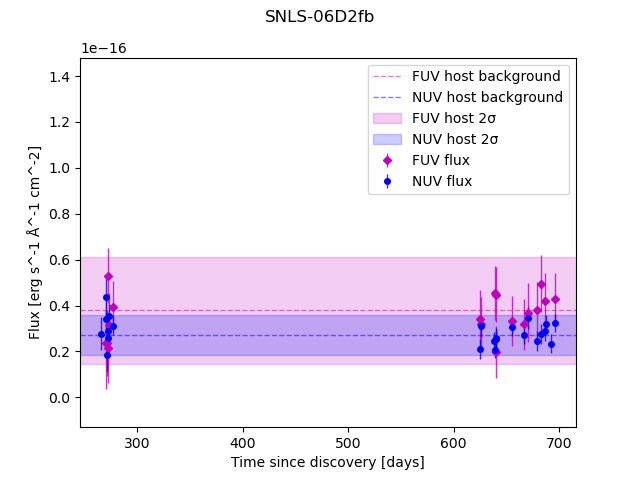 SNLS-06D2fb
1e−16
FUV host background
NUV host background
FUV host 2σ
NUV host 2σ
FUV flux
NUV flux
1.4
1.2
1.0
0.8
0.6
0.4
0.2
0.0
Flux [erg s^-1 Å^-1 cm^-2]
300 400 500 600 700
Time since discovery [days]